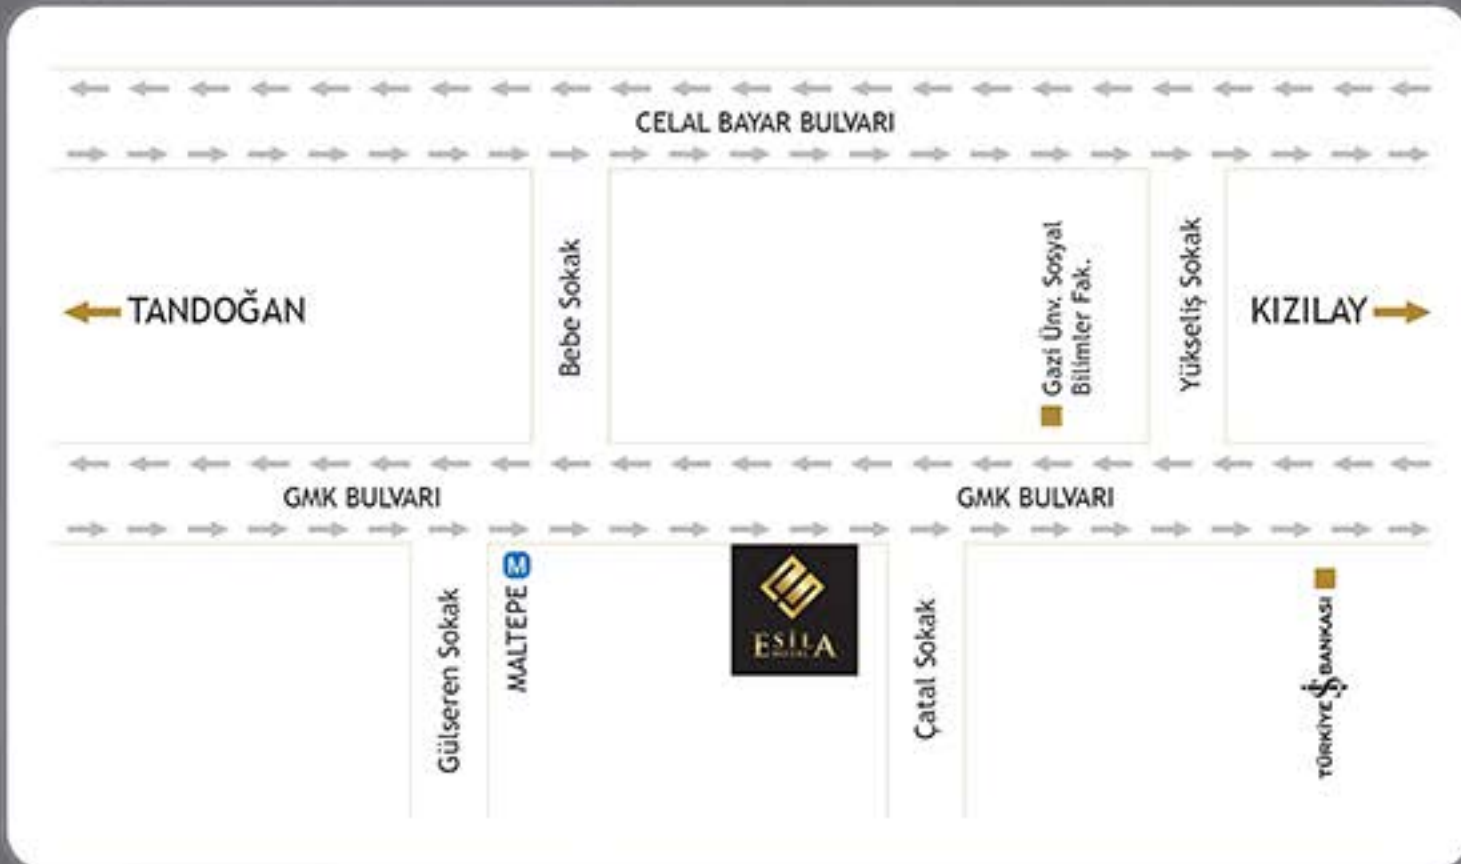 CELAL BAYAR BULVARI
TANDOĞAN
Bebe Sokak
Gazi Ünv. Sosyal
Bilimler Fak.
Yükseliş Sokak
KIZILAY
GMK BULVARI
GMK BULVARI
Gülseren Sokak
MALTEPE M
ESİLA
Çatal Sokak
TÜRKİYE İŞ BANKASI